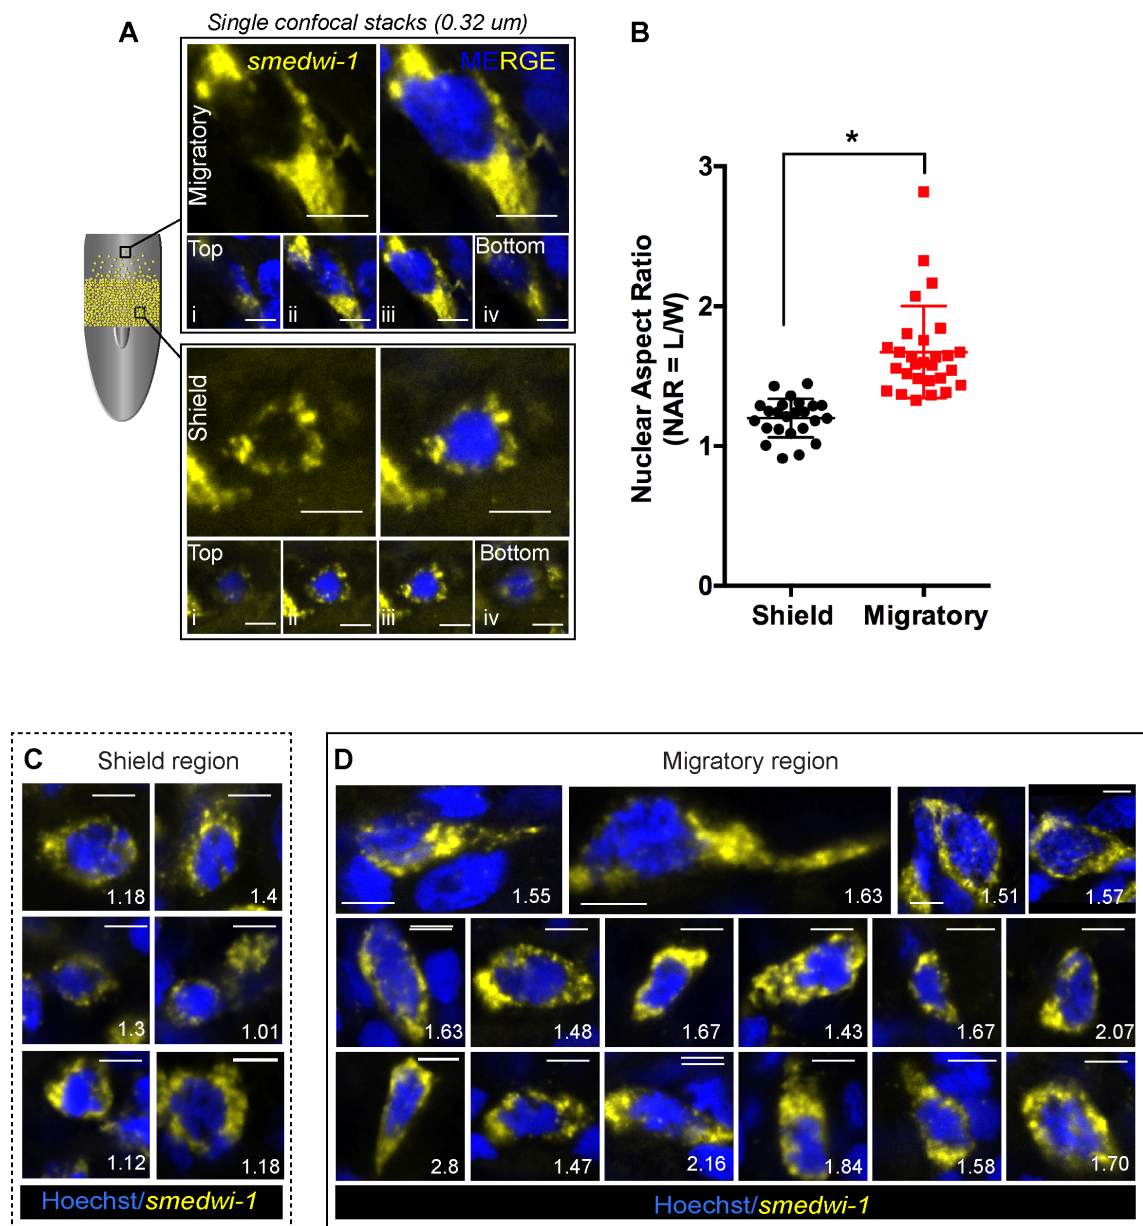 Single confocal stacks (0.32 um)
A
smedwi-1
MERGE
Migratory
Top
Bottom
i
ii
iii
iv
Shield
Top
Bottom
i
ii
iii
iv
B
*
3
2
1
0
Nuclear Aspect Ratio
(NAR = L/W)
Shield
Migratory
C
Shield region
1.18
1.4
1.3
1.01
1.12
1.18
Hoechst/smedwi-1
D
Migratory region
1.55
1.63
1.51
1.57
1.63
1.48
1.67
1.43
1.67
2.07
2.8
1.47
2.16
1.84
1.58
1.70
Hoechst/smedwi-1